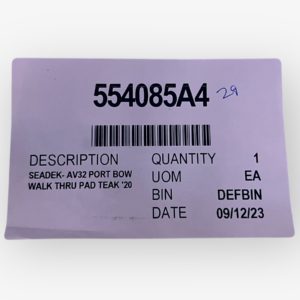 554085A4 29
DESCRIPTION
SEADEK- AV32 PORT BOW
WALK THRU PAD TEAK '20
QUANTITY 1
UOM EA
BIN DEFBIN
DATE 09/12/23